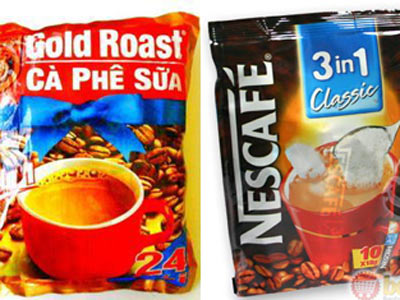 Gold Roast
CÀ PHÊ SỮA
24
NESCAFÉ
3 in 1
Classic
10